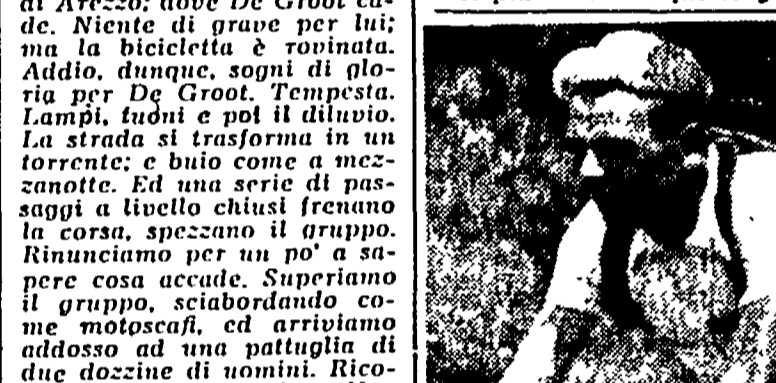 di Arezzo; dove De Groot ca-
de. Niente di grave per lui;
ma la bicicletta è rovinata.
Addio, dunque, sogni di glo-
ria per De Groot. Tempesta.
Lampi, tuoni e poi il diluvio.
La strada si trasforma in un
torrente; e buio come a mez-
zanotte. Ed una serie di pas-
saggi a livello chiusi frenano
la corsa, spezzano il gruppo.
Rinunciamo per un po' a sa-
pere cosa accade. Superiamo
il gruppo, sciabordando co-
me motoscafi, ed arriviamo
addosso ad una pattuglia di
due dozzine di uomini. Rico-